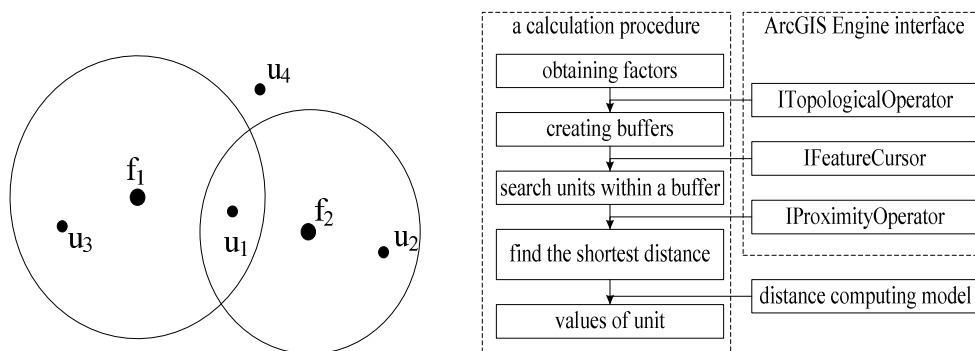 u4
f1
u3
u1
f2
u2
a calculation procedure
obtaining factors
creating buffers
search units within a buffer
find the shortest distance
values of unit
ArcGIS Engine interface
ITopologicalOperator
IFeatureCursor
IProximityOperator
distance computing model